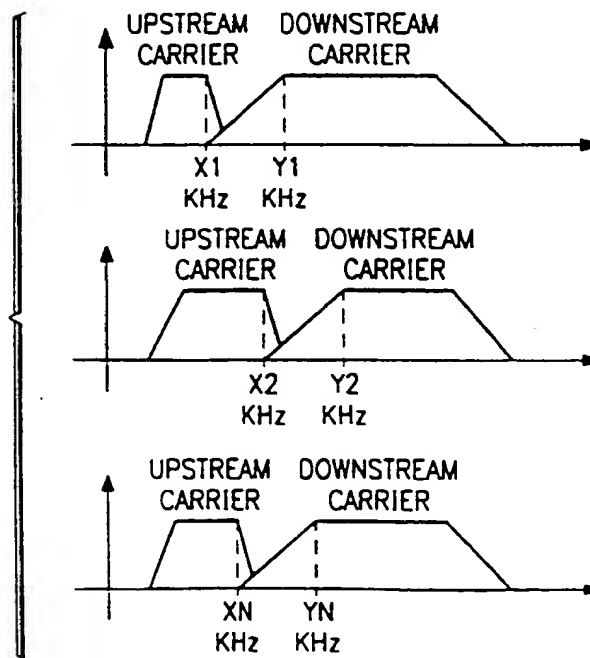 UPSTREAM DOWNSTREAM
CARRIER CARRIER
X1 Y1
KHz KHz
UPSTREAM DOWNSTREAM
CARRIER CARRIER
X2 Y2
KHz KHz
UPSTREAM DOWNSTREAM
CARRIER CARRIER
XN YN
KHz KHz